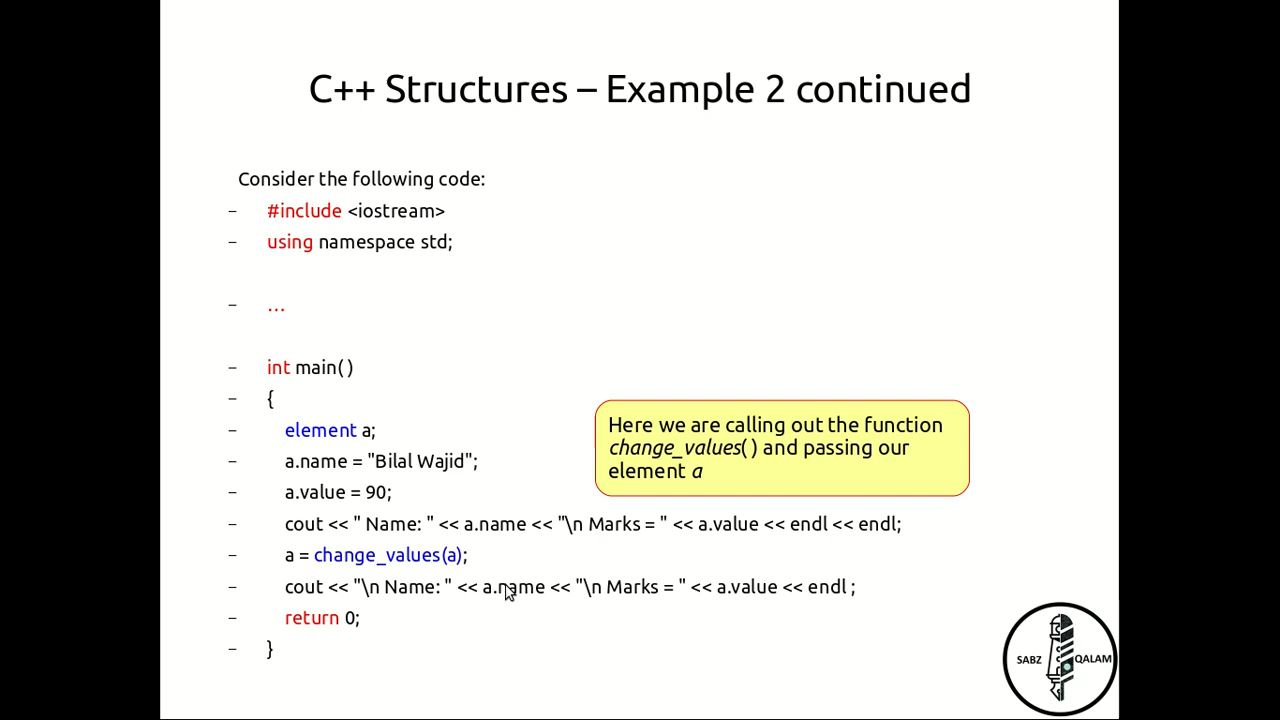 C++ Structures – Example 2 continued
Consider the following code:
– #include <iostream>
– using namespace std;
– …
– int main( )
– {
– element a;
– a.name = "Bilal Wajid";
– a.value = 90;
– cout << " Name: " << a.name << "\n Marks = " << a.value << endl << endl;
– a = change_values(a);
– cout << "\n Name: " << a.name << "\n Marks = " << a.value << endl ;
– return 0;
– }
Here we are calling out the function
change_values( ) and passing our
element a
SABZ QALAM